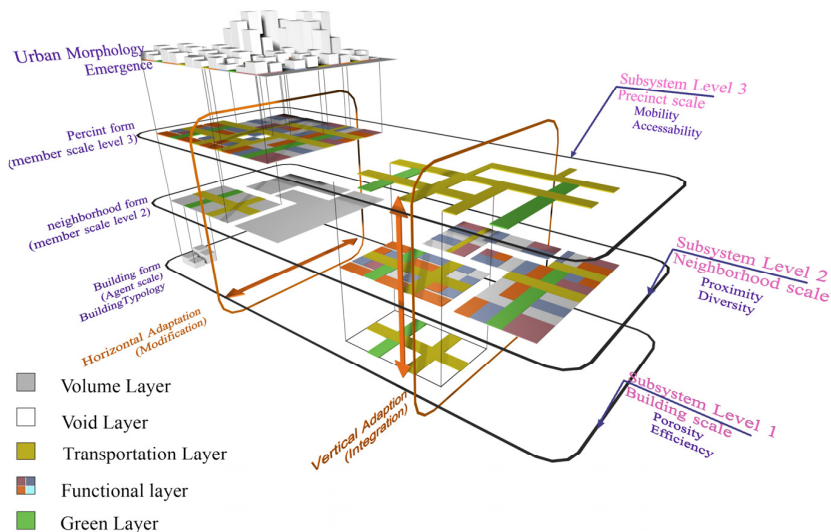 Urban Morphology
Emergence
Percint form
(member scale level 3)
neighborhood form
(member scale level 2)
Building form
(Agent scale)
BuildingTypology
Horizontal Adaptation
(Modification)
Vertical Adaption
(Integration)
Subsystem Level 3
Precinct scale
Mobility
Accessability
Subsystem Level 2
Neighborhood scale
Proximity
Diversity
Subsystem Level 1
Building scale
Porosity
Efficiency
Volume Layer
Void Layer
Transportation Layer
Functional layer
Green Layer